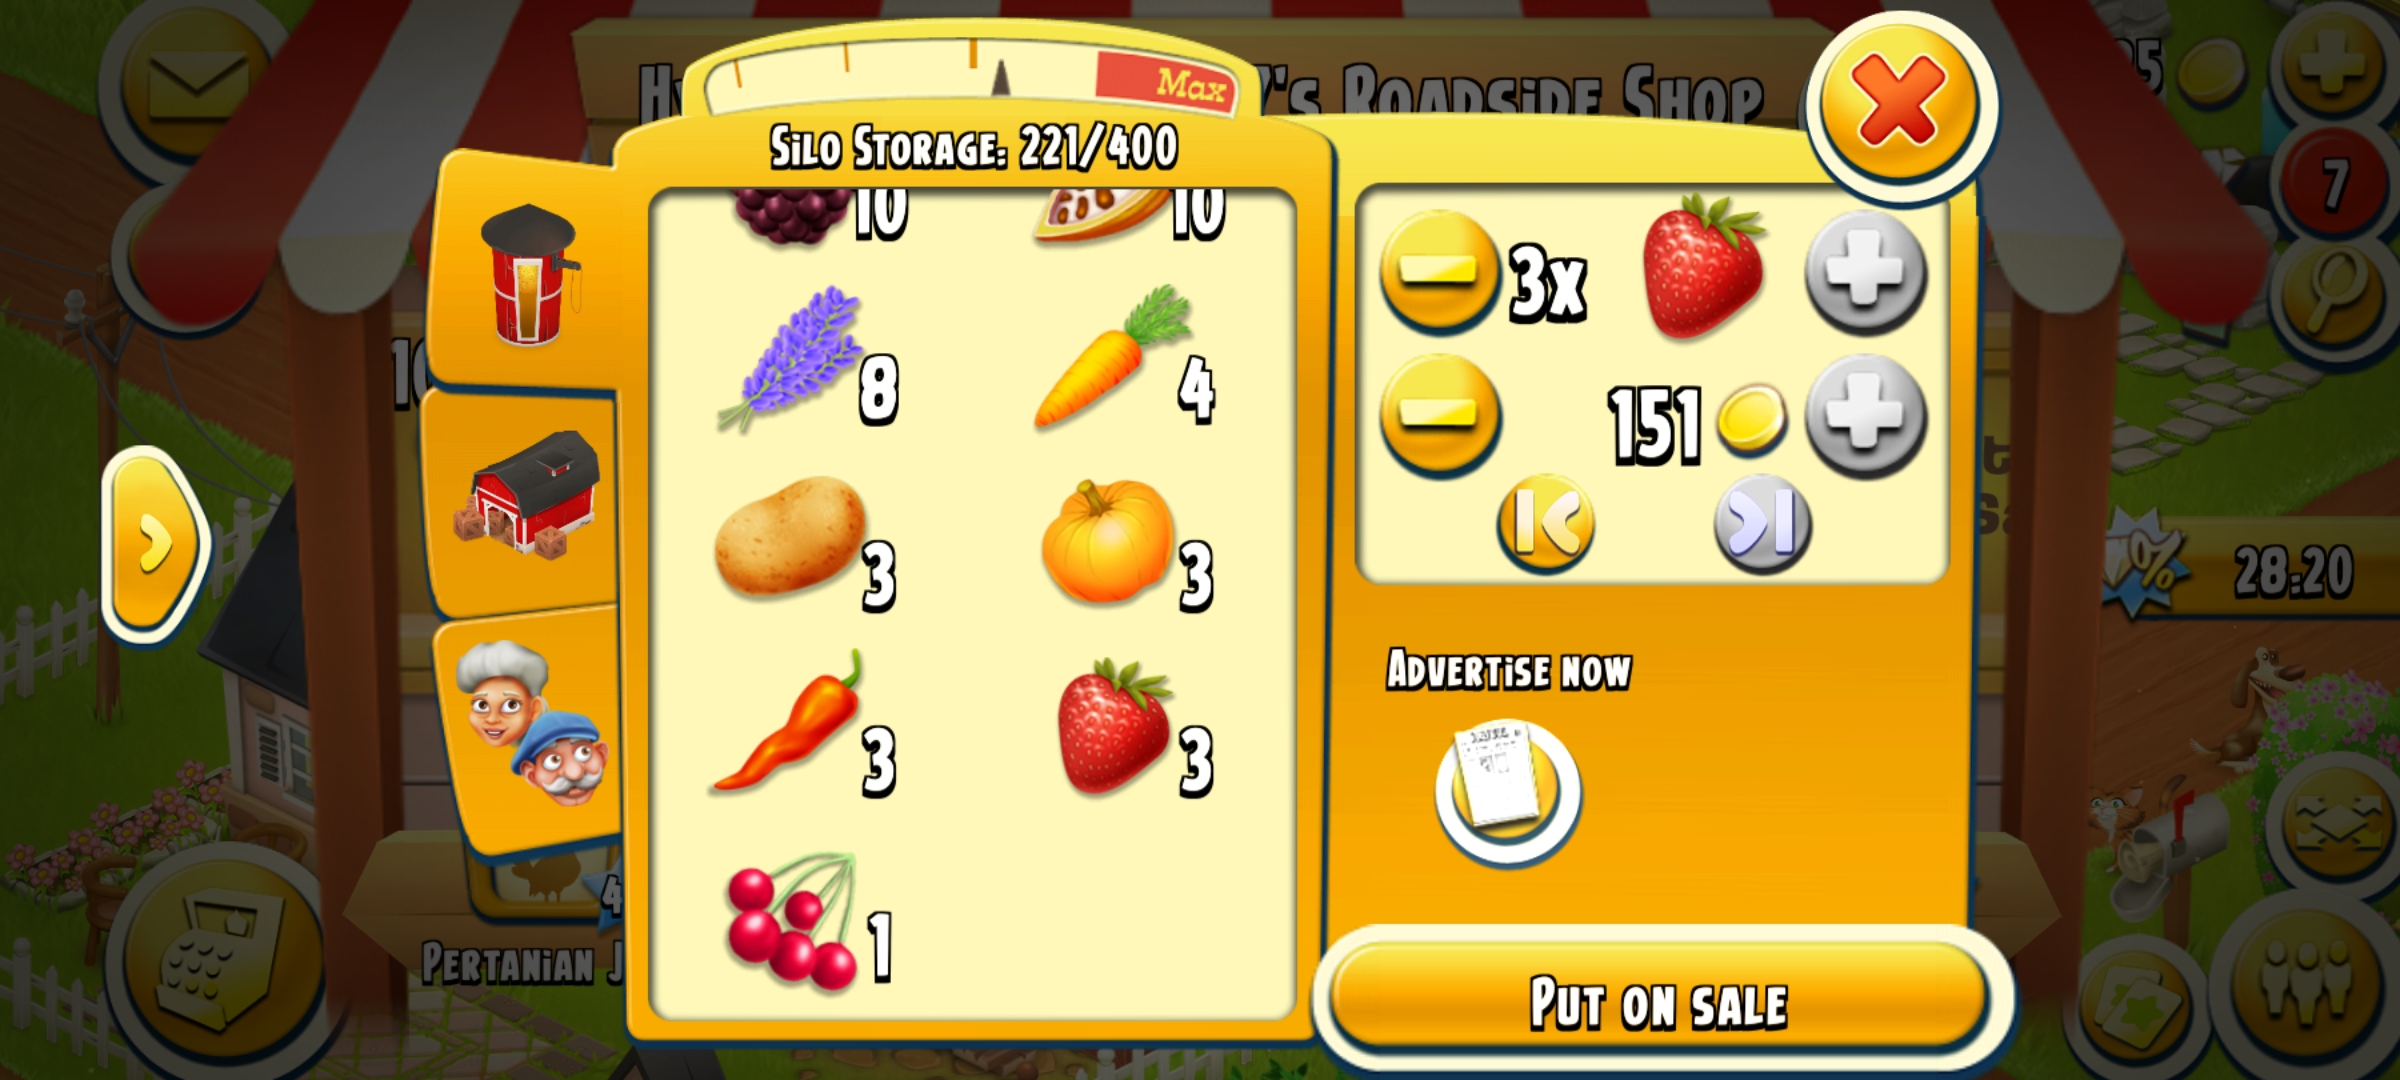 Max
'S ROADSIDE SHOP
SILO STORAGE: 221/400
10
10
8
4
3
3
3
3
1
3x
151
7
28:20
ADVERTISE NOW
PUT ON SALE
PERTANIAN